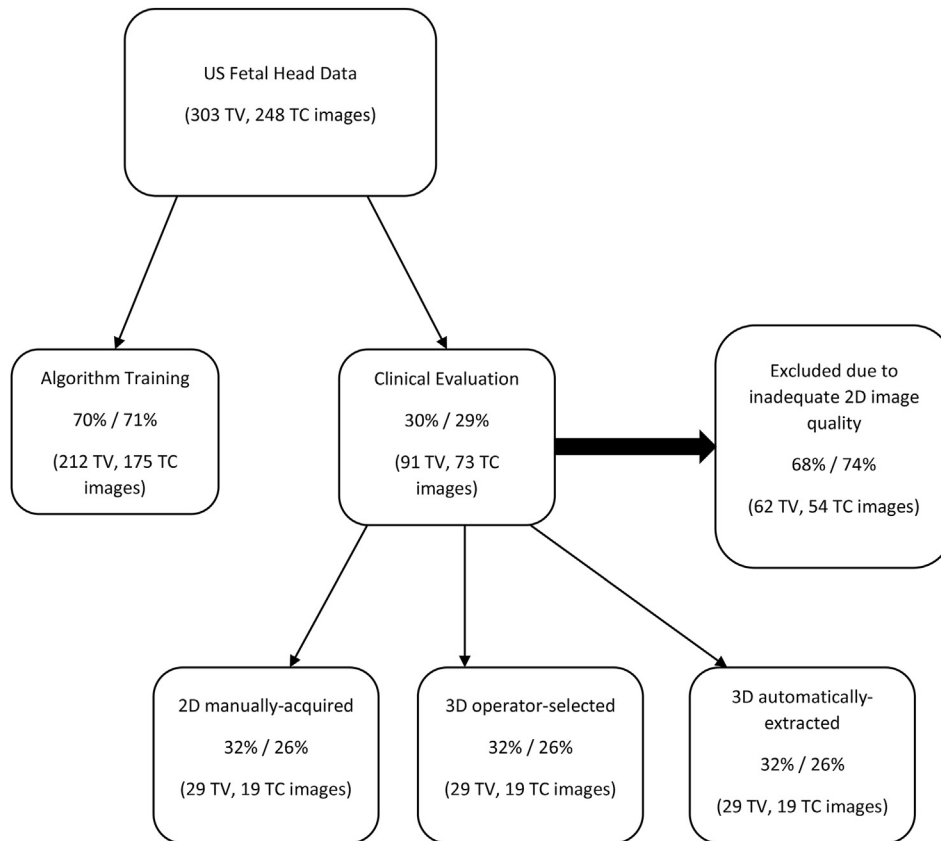 US Fetal Head Data
(303 TV, 248 TC images)
Algorithm Training
70% / 71%
(212 TV, 175 TC
images)
Clinical Evaluation
30% / 29%
(91 TV, 73 TC
images)
Excluded due to
inadequate 2D image
quality
68% / 74%
(62 TV, 54 TC images)
2D manually-acquired
32% / 26%
(29 TV, 19 TC images)
3D operator-selected
32% / 26%
(29 TV, 19 TC images)
3D automatically-
extracted
32% / 26%
(29 TV, 19 TC images)